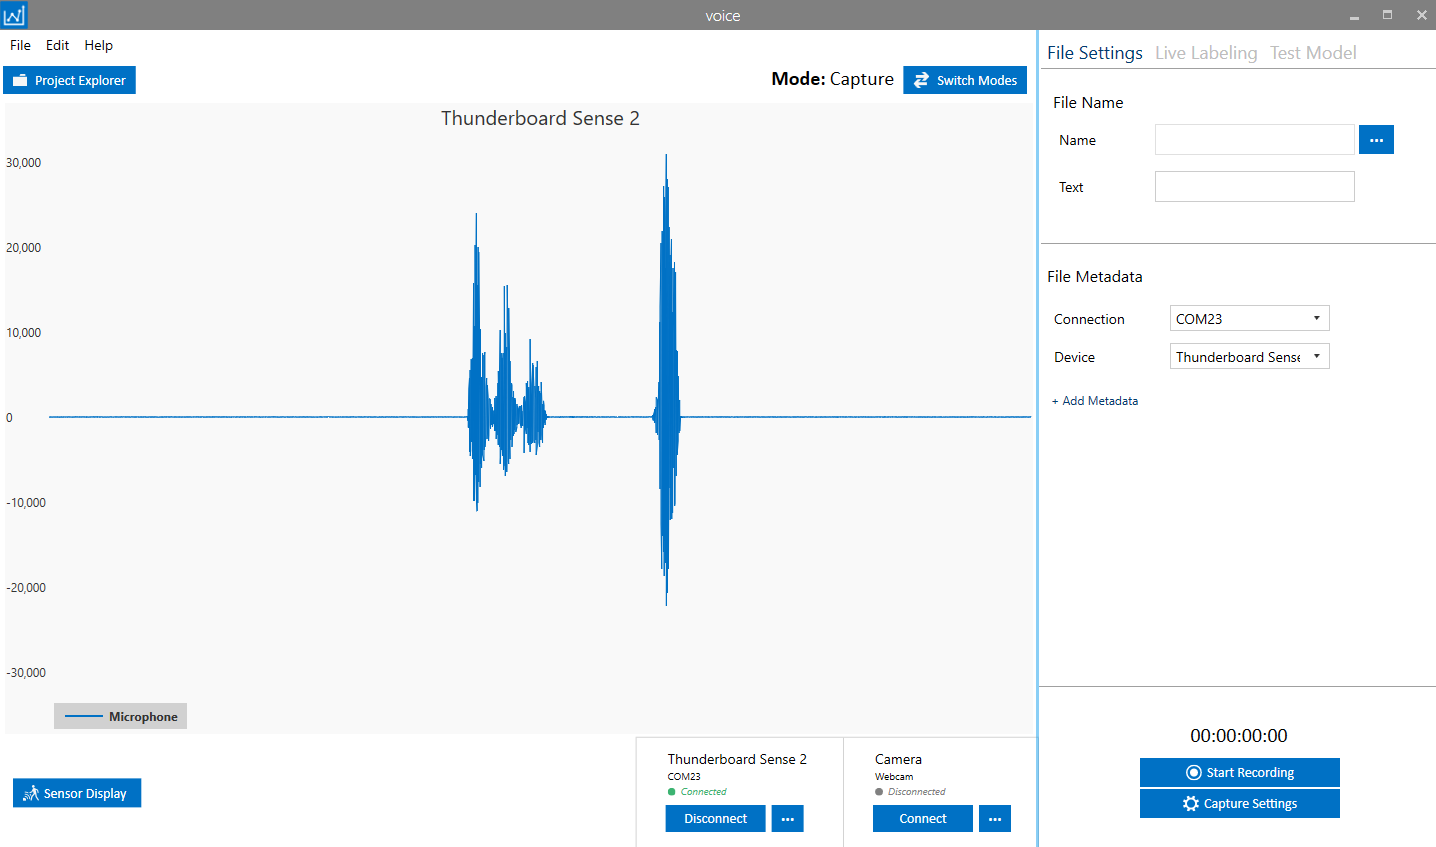 voice
File Edit Help
Project Explorer
Mode: Capture
Switch Modes
Thunderboard Sense 2
30,000
20,000
10,000
0
-10,000
-20,000
-30,000
Microphone
Sensor Display
Thunderboard Sense 2
COM23
Connected
Disconnect
...
Camera
Webcam
Disconnected
Connect
...
File Settings Live Labeling Test Model
File Name
Name
...
Text
File Metadata
Connection COM23
Device Thunderboard Sense
+ Add Metadata
00:00:00:00
Start Recording
Capture Settings